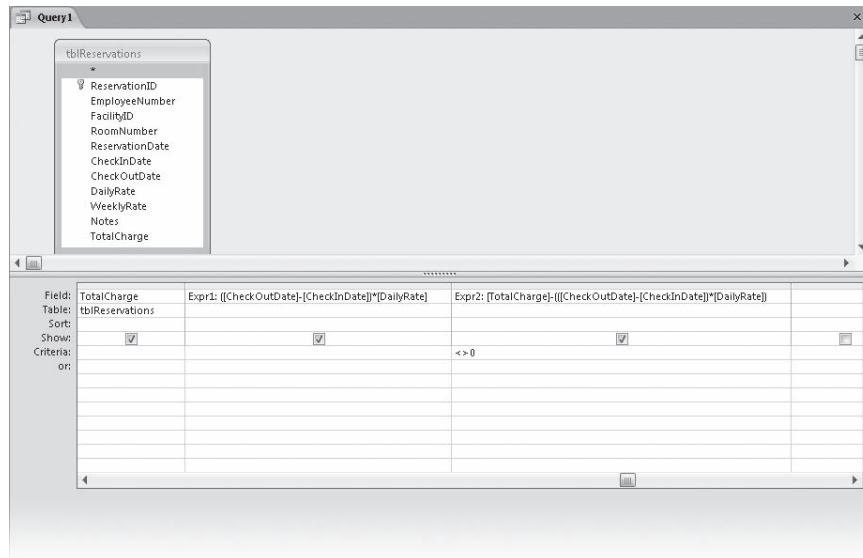 Query1
tblReservations
*
ReservationID
EmployeeNumber
FacilityID
RoomNumber
ReservationDate
CheckInDate
CheckOutDate
DailyRate
WeeklyRate
Notes
TotalCharge
Field: TotalCharge Expr1: ([CheckOutDate]-[CheckInDate])*[DailyRate] Expr2: [TotalCharge]-(([CheckOutDate]-[CheckInDate])*[DailyRate])
Table: tblReservations
Sort:
Show:
Criteria: <>0
or: